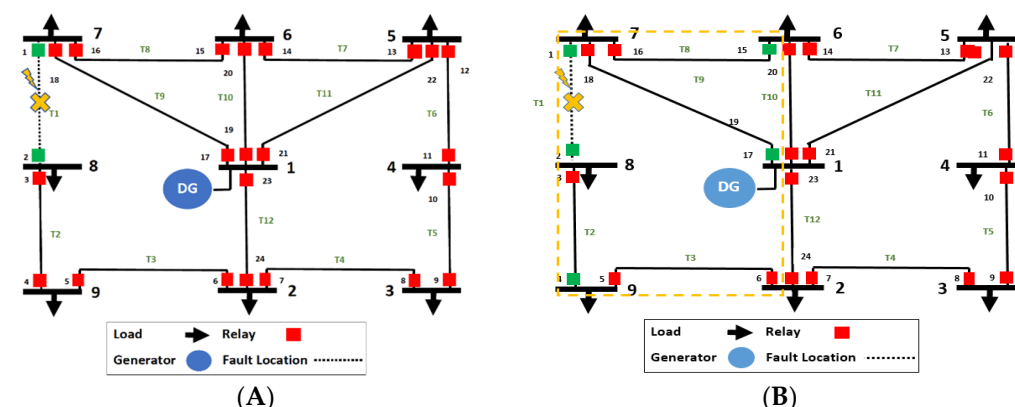 7 6 5
1 16 T8 15 14 T7 13 12
18 20 22
T1 T9 T10 T11 T6
19
17 21 11
2 8 1 4
3 DG 23 10
T2 T12 T5
T3 24 T4
4 5 6 7 8 9
9 2 3
Load Relay
Generator Fault Location
(A)
7 6 5
1 16 T8 15 14 T7 13
18 T9 20 22
T1 T10 T11 T6
19
17 21 11
2 8 1 4
3 DG 23 10
T2 T12 T5
T3 24 T4
5 6 7 8 9
9 2 3
Load Relay
Generator Fault Location
(B)